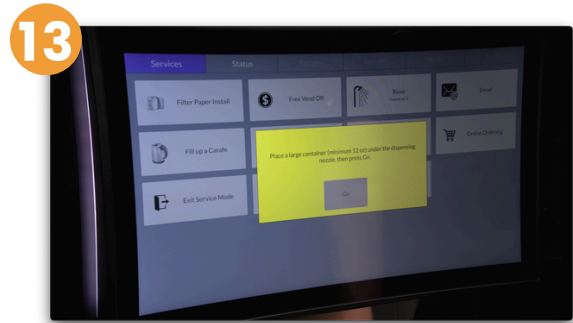 13
Services Status
Filter Paper Install Free Vend Off Rinse Email
Fill up a Carafe Online Ordering
Place a large container (minimum 12 oz) under the dispensing
nozzle, then press Go.
Exit Service Mode Go